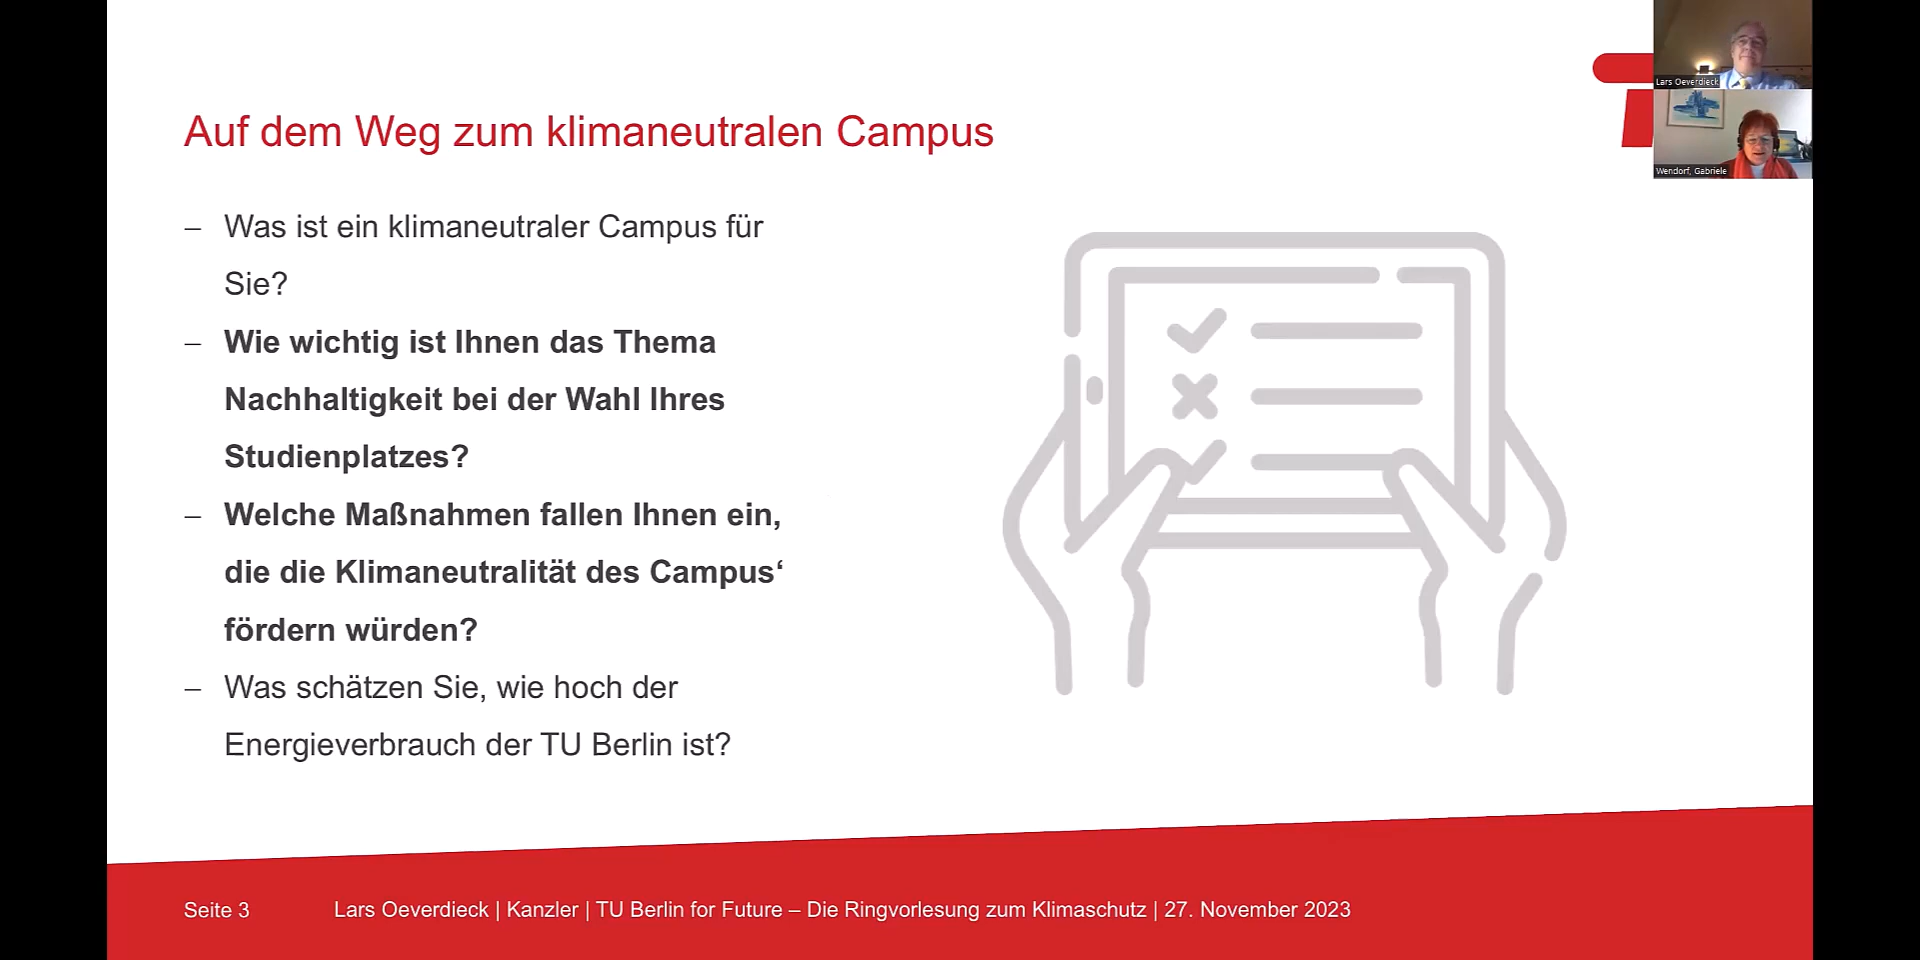 Auf dem Weg zum klimaneutralen Campus
– Was ist ein klimaneutraler Campus für
Sie?
– Wie wichtig ist Ihnen das Thema
Nachhaltigkeit bei der Wahl Ihres
Studienplatzes?
– Welche Maßnahmen fallen Ihnen ein,
die die Klimaneutralität des Campus‘
fördern würden?
– Was schätzen Sie, wie hoch der
Energieverbrauch der TU Berlin ist?
Lars Oeverdieck
Wendorf, Gabriele
Seite 3
Lars Oeverdieck | Kanzler | TU Berlin for Future – Die Ringvorlesung zum Klimaschutz | 27. November 2023